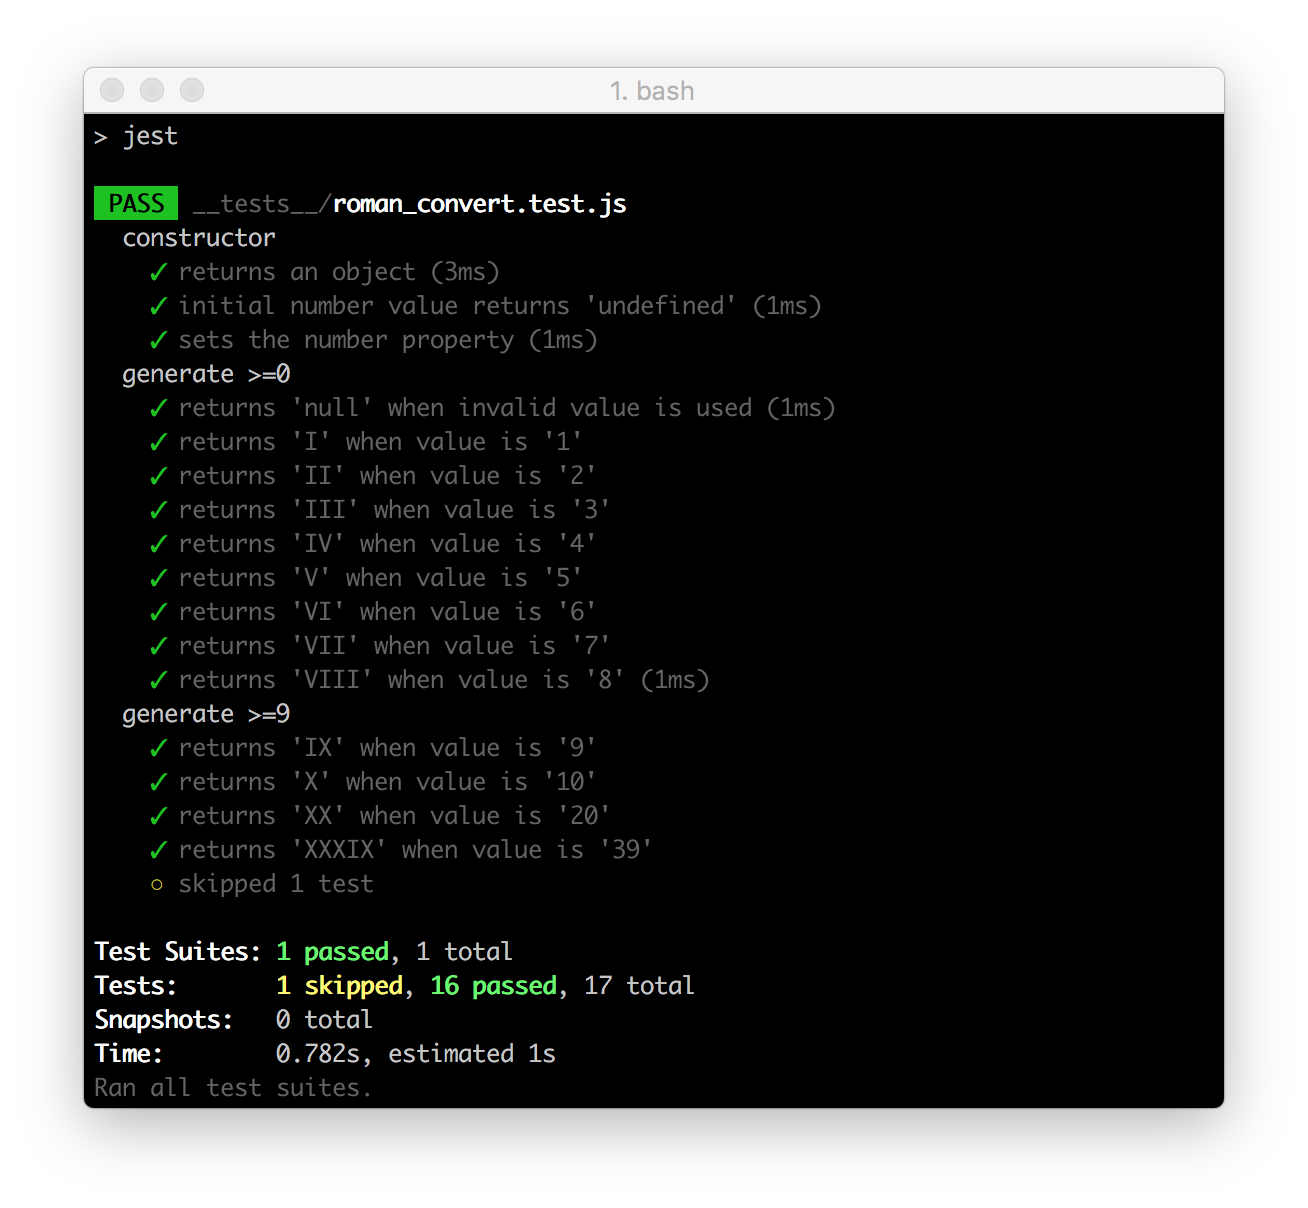 1. bash
> jest
PASS __tests__/roman_convert.test.js
constructor
✓ returns an object (3ms)
✓ initial number value returns 'undefined' (1ms)
✓ sets the number property (1ms)
generate >=0
✓ returns 'null' when invalid value is used (1ms)
✓ returns 'I' when value is '1'
✓ returns 'II' when value is '2'
✓ returns 'III' when value is '3'
✓ returns 'IV' when value is '4'
✓ returns 'V' when value is '5'
✓ returns 'VI' when value is '6'
✓ returns 'VII' when value is '7'
✓ returns 'VIII' when value is '8' (1ms)
generate >=9
✓ returns 'IX' when value is '9'
✓ returns 'X' when value is '10'
✓ returns 'XX' when value is '20'
✓ returns 'XXXIX' when value is '39'
○ skipped 1 test
Test Suites: 1 passed, 1 total
Tests: 1 skipped, 16 passed, 17 total
Snapshots: 0 total
Time: 0.782s, estimated 1s
Ran all test suites.